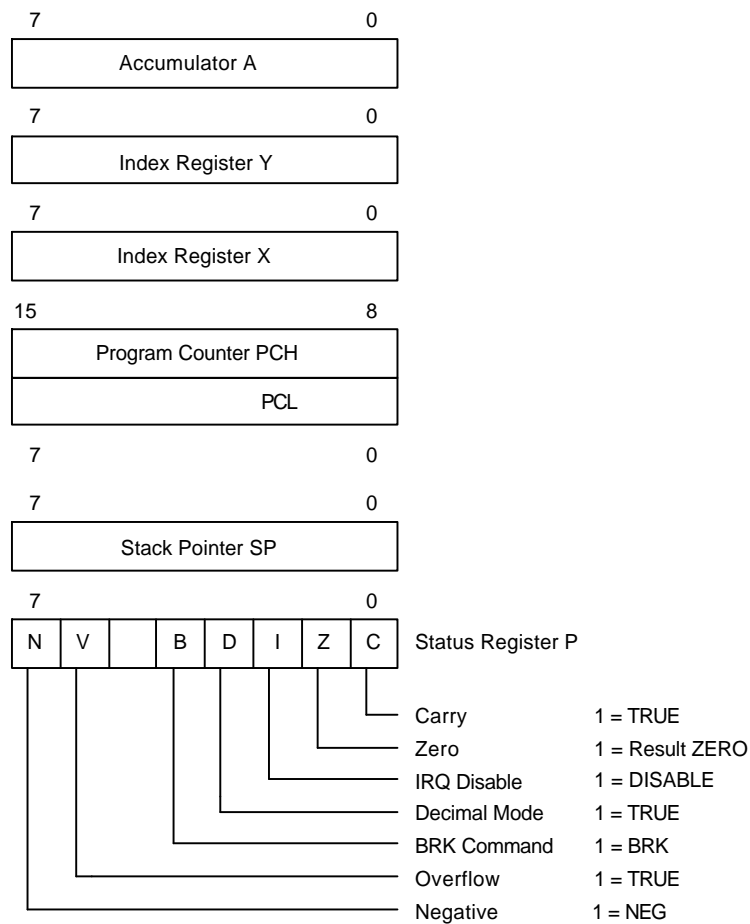 7 0
Accumulator A
7 0
Index Register Y
7 0
Index Register X
15 8
Program Counter PCH
PCL
7 0
7 0
Stack Pointer SP
7 0
N V B D I Z C Status Register P
Carry 1 = TRUE
Zero 1 = Result ZERO
IRQ Disable 1 = DISABLE
Decimal Mode 1 = TRUE
BRK Command 1 = BRK
Overflow 1 = TRUE
Negative 1 = NEG